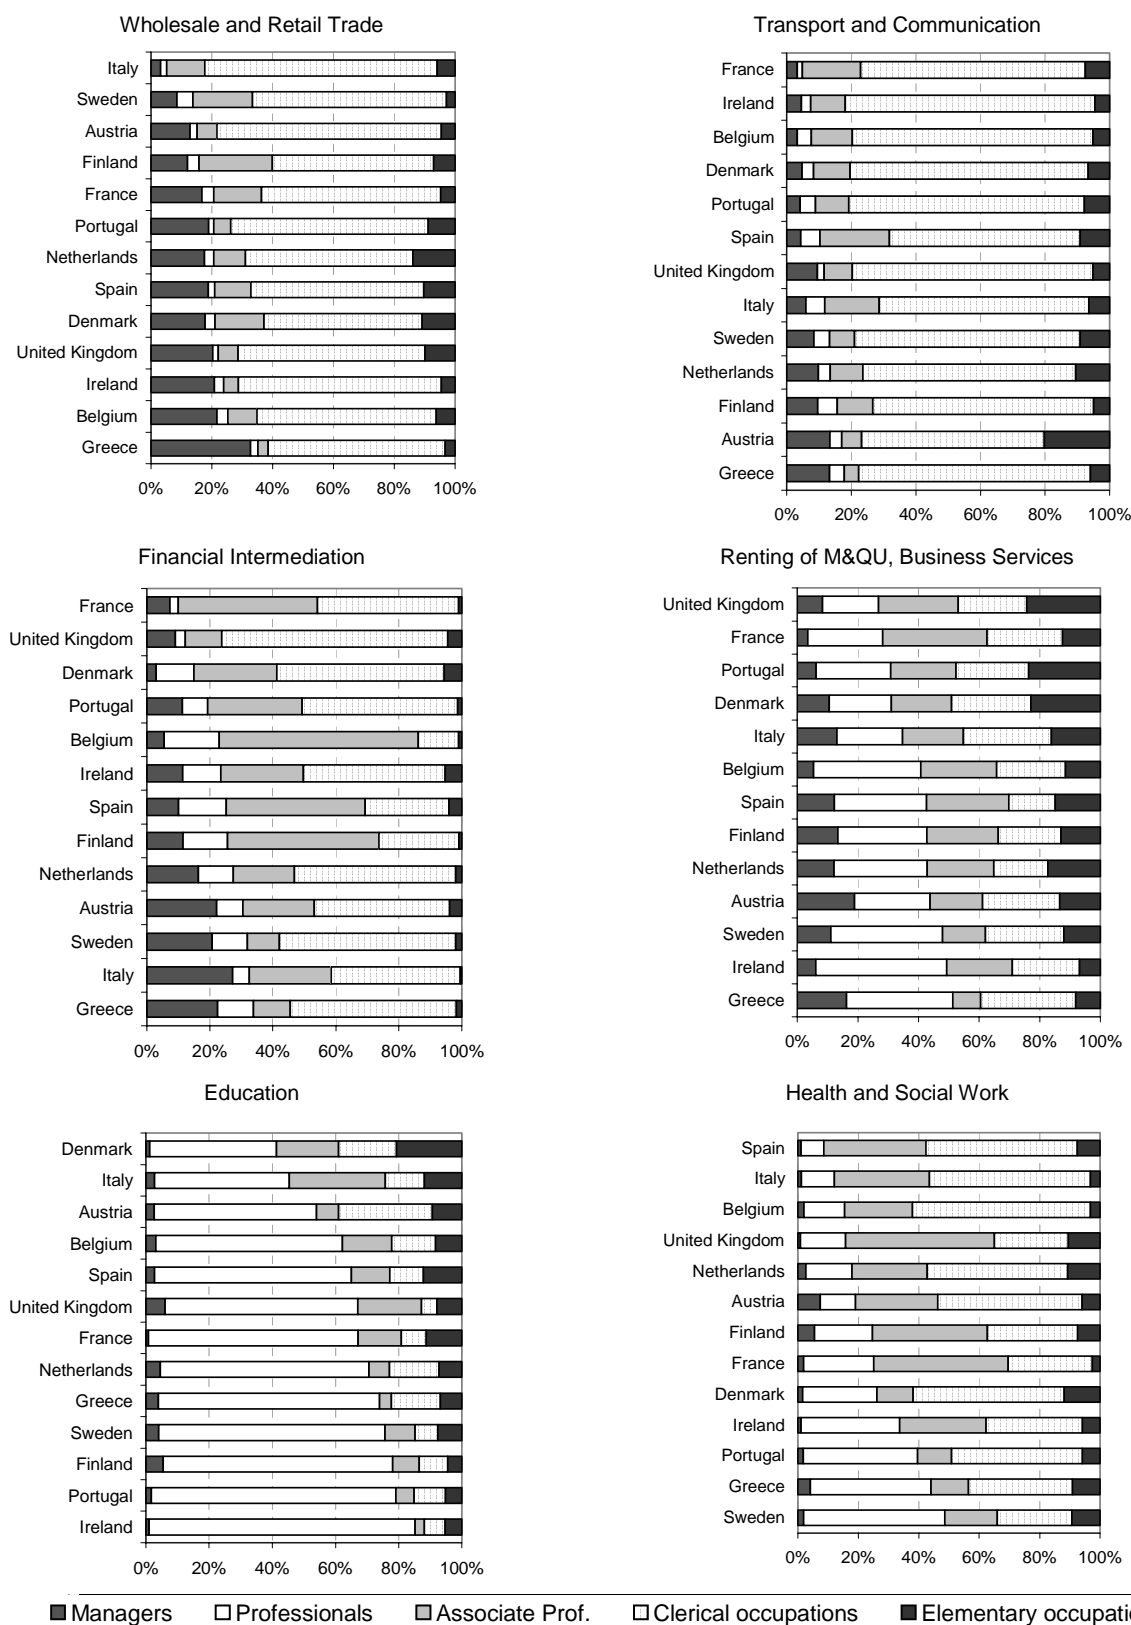 Wholesale and Retail Trade
Italy
Sweden
Austria
Finland
France
Portugal
Netherlands
Spain
Denmark
United Kingdom
Ireland
Belgium
Greece
0% 20% 40% 60% 80% 100%
Transport and Communication
France
Ireland
Belgium
Denmark
Portugal
Spain
United Kingdom
Italy
Sweden
Netherlands
Finland
Austria
Greece
0% 20% 40% 60% 80% 100%
Financial Intermediation
France
United Kingdom
Denmark
Portugal
Belgium
Ireland
Spain
Finland
Netherlands
Austria
Sweden
Italy
Greece
0% 20% 40% 60% 80% 100%
Renting of M&QU, Business Services
United Kingdom
France
Portugal
Denmark
Italy
Belgium
Spain
Finland
Netherlands
Austria
Sweden
Ireland
Greece
0% 20% 40% 60% 80% 100%
Education
Denmark
Italy
Austria
Belgium
Spain
United Kingdom
France
Netherlands
Greece
Sweden
Finland
Portugal
Ireland
0% 20% 40% 60% 80% 100%
Health and Social Work
Spain
Italy
Belgium
United Kingdom
Netherlands
Austria
Finland
France
Denmark
Ireland
Portugal
Greece
Sweden
0% 20% 40% 60% 80% 100%
Managers Professionals Associate Prof. Clerical occupations Elementary occupati